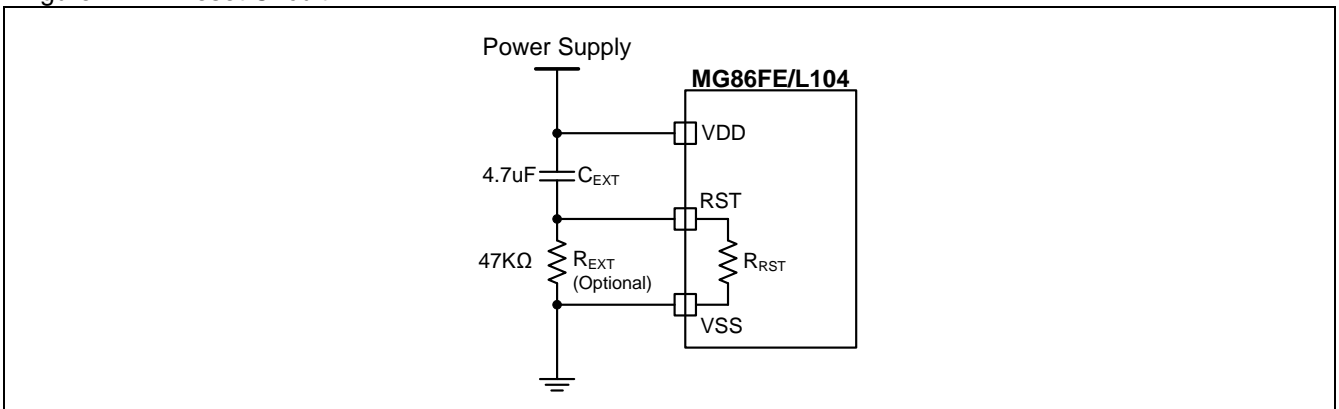 Power Supply
MG86FE/L104
VDD
4.7uF
CEXT
RST
47KΩ
REXT
(Optional)
RRST
VSS